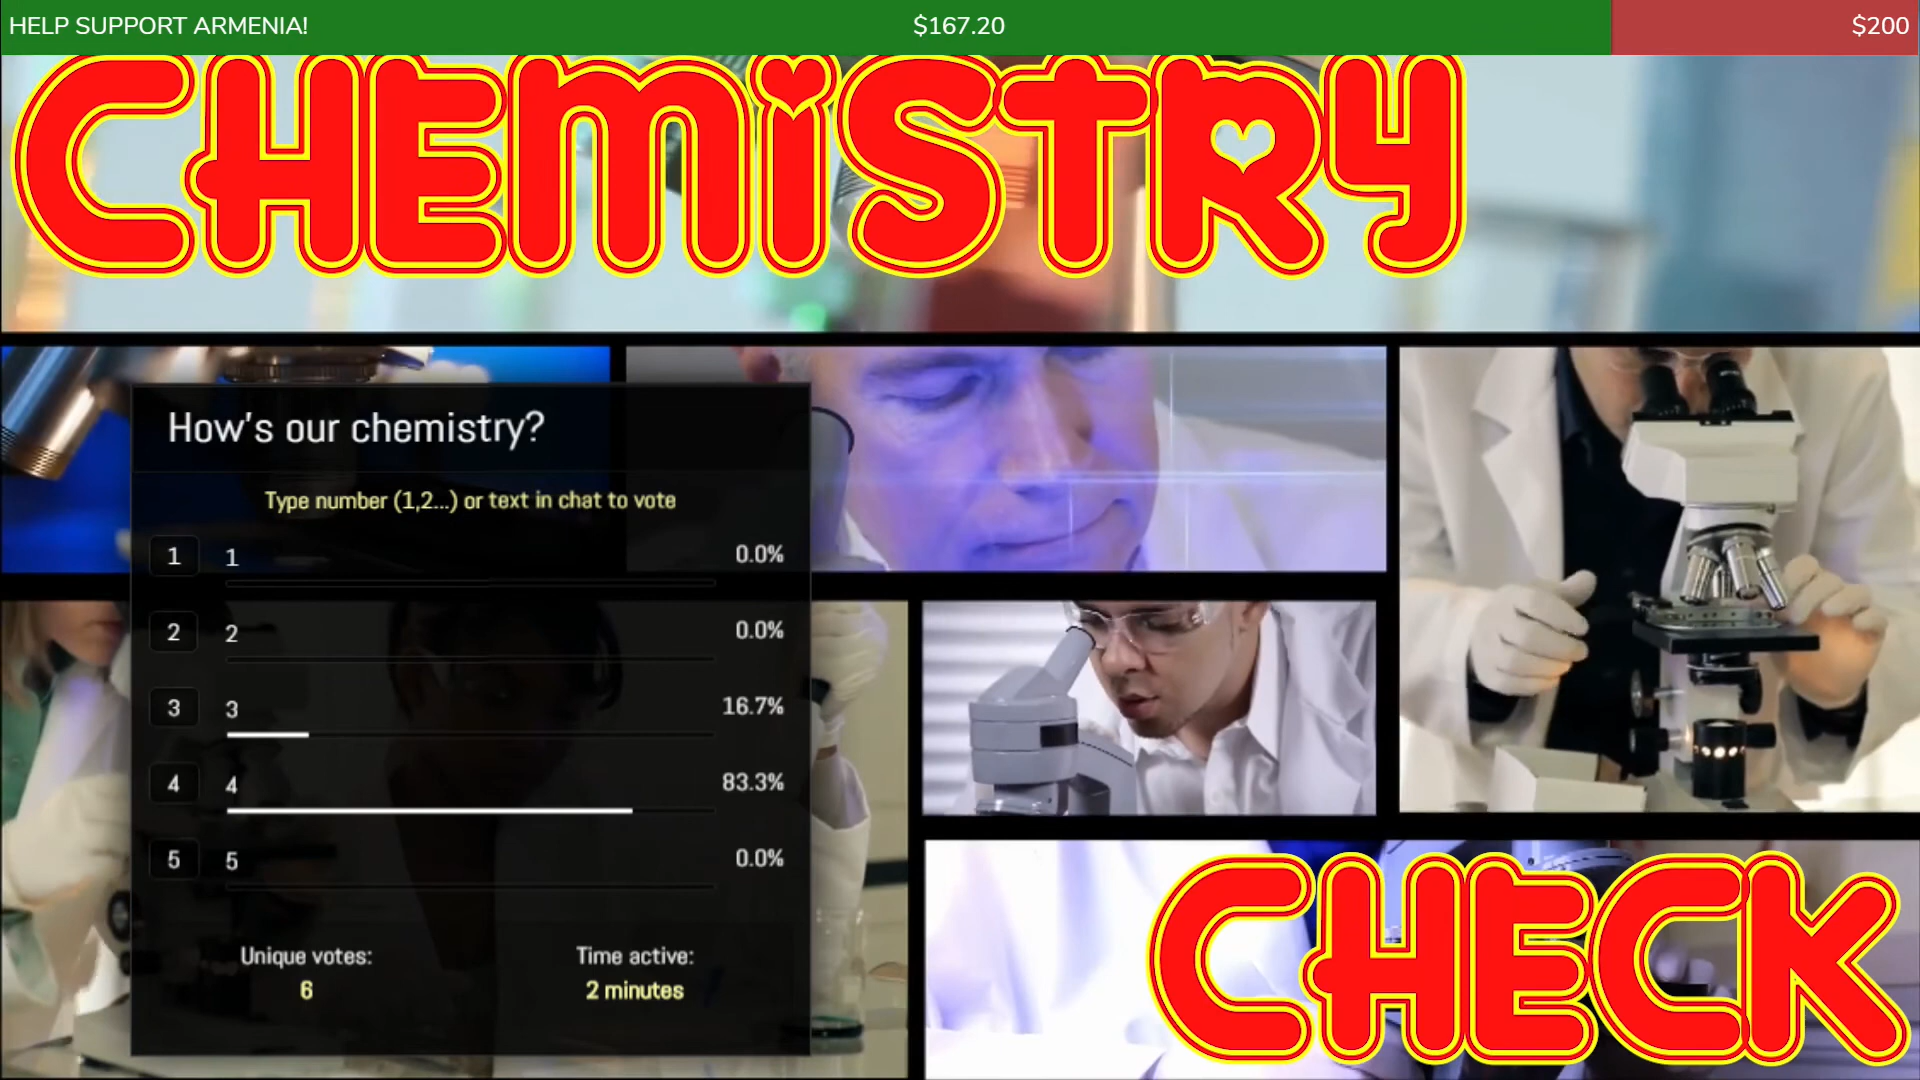 HELP SUPPORT ARMENIA! $167.20 $200
CHEMiSTRY
How's our chemistry?
Type number (1,2...) or text in chat to vote
1 1 0.0%
2 2 0.0%
3 3 16.7%
4 4 83.3%
5 5 0.0%
Unique votes: Time active:
6 2 minutes
CHECK